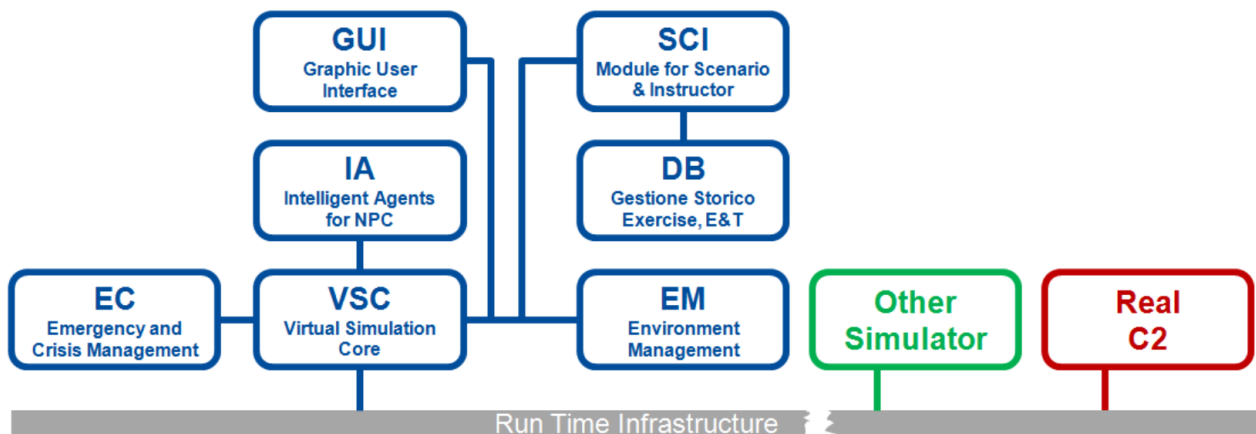 GUI
Graphic User
Interface
SCI
Module for Scenario
& Instructor
IA
Intelligent Agents
for NPC
DB
Gestione Storico
Exercise, E&T
EC
Emergency and
Crisis Management
VSC
Virtual Simulation
Core
EM
Environment
Management
Other
Simulator
Real
C2
Run Time Infrastructure